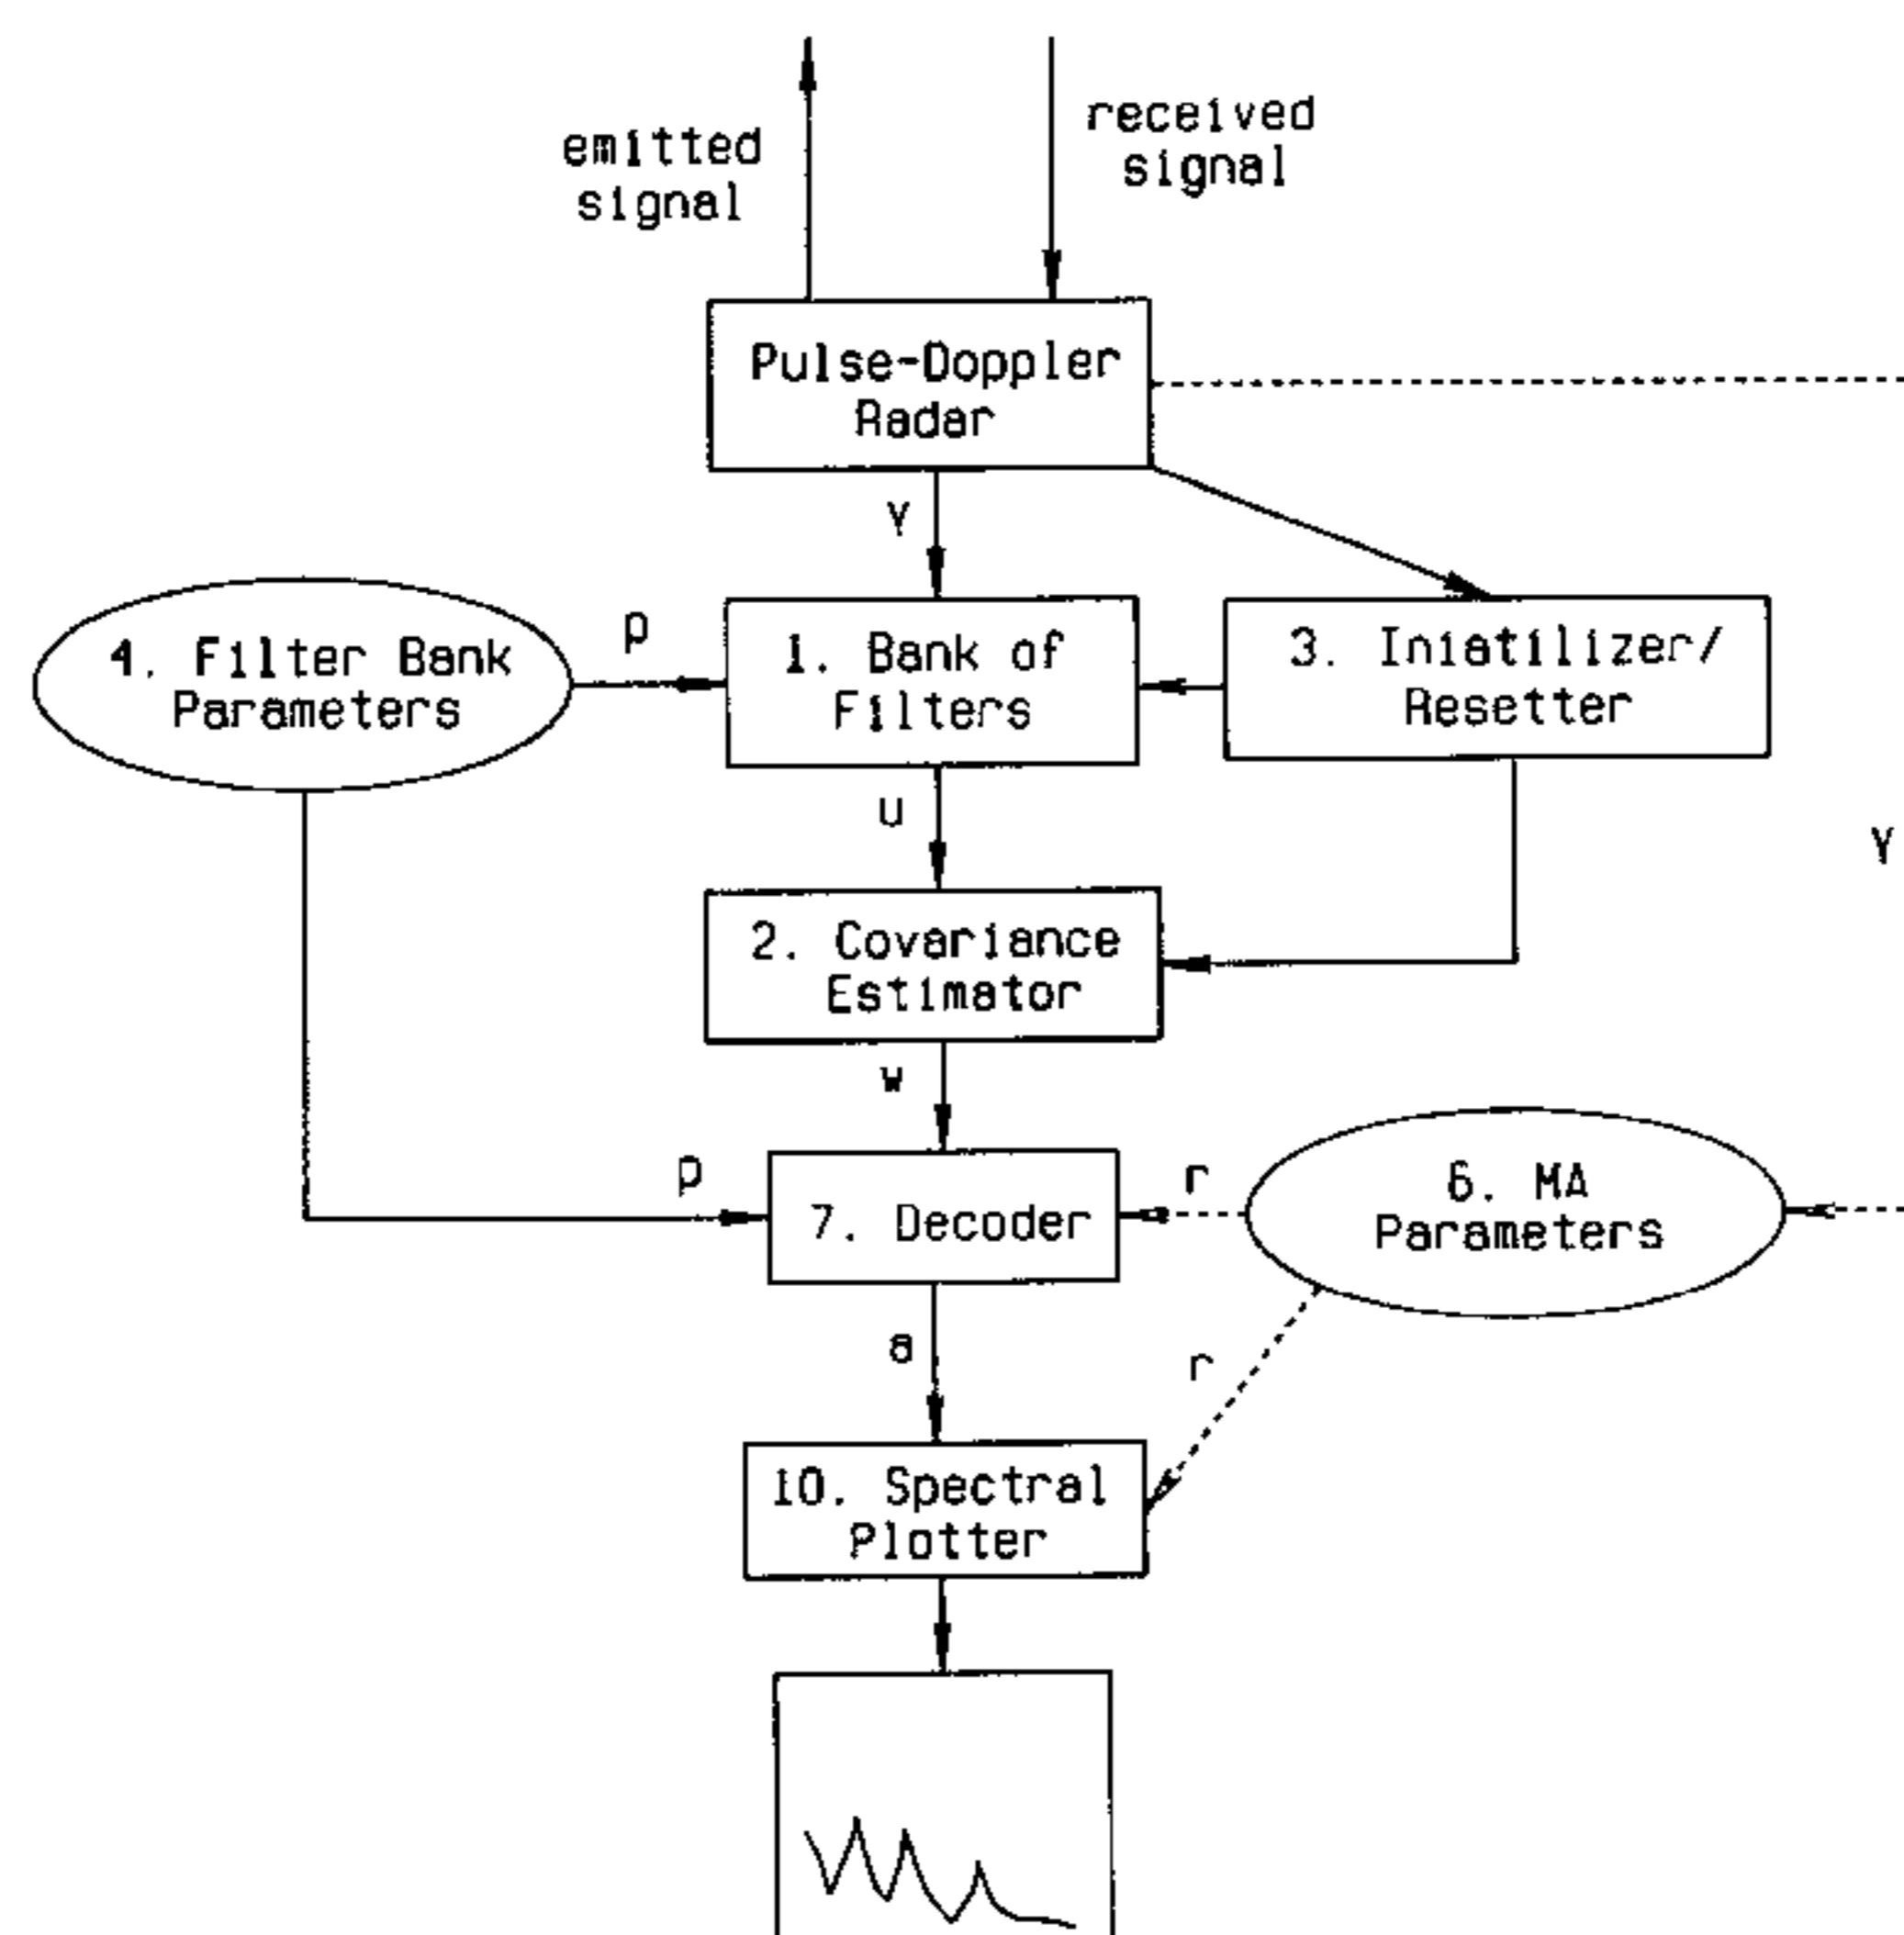 emitted
signal
received
signal
Pulse-Doppler
Radar
Y
4. Filter Bank
Parameters
p
1. Bank of
Filters
3. Iniatilizer/
Resetter
u
Y
2. Covariance
Estimator
w
p
7. Decoder
r
6. MA
Parameters
a
r
10. Spectral
Plotter